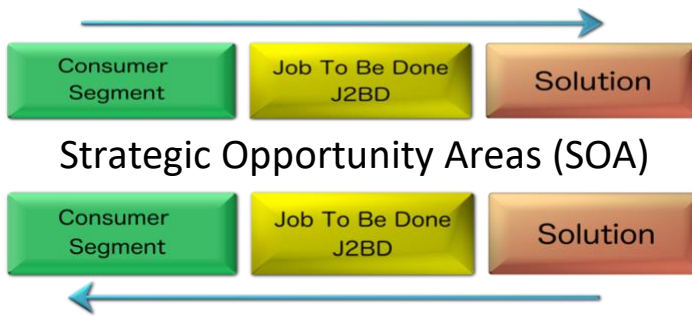 Consumer
Segment
Job To Be Done
J2BD
Solution
Strategic Opportunity Areas (SOA)
Consumer
Segment
Job To Be Done
J2BD
Solution